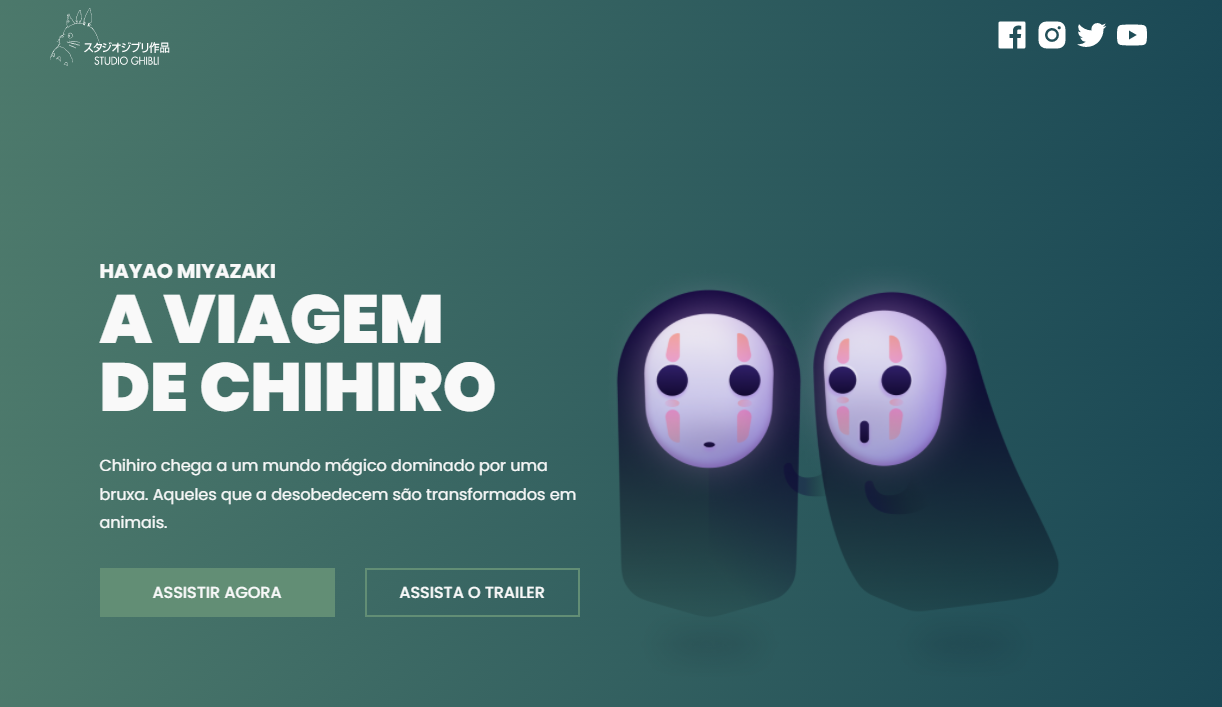 スタジオジブリ作品
STUDIO GHIBLI
HAYAO MIYAZAKI
A VIAGEM
DE CHIHIRO
Chihiro chega a um mundo mágico dominado por uma
bruxa. Aqueles que a desobedecem são transformados em
animais.
ASSISTIR AGORA
ASSISTA O TRAILER